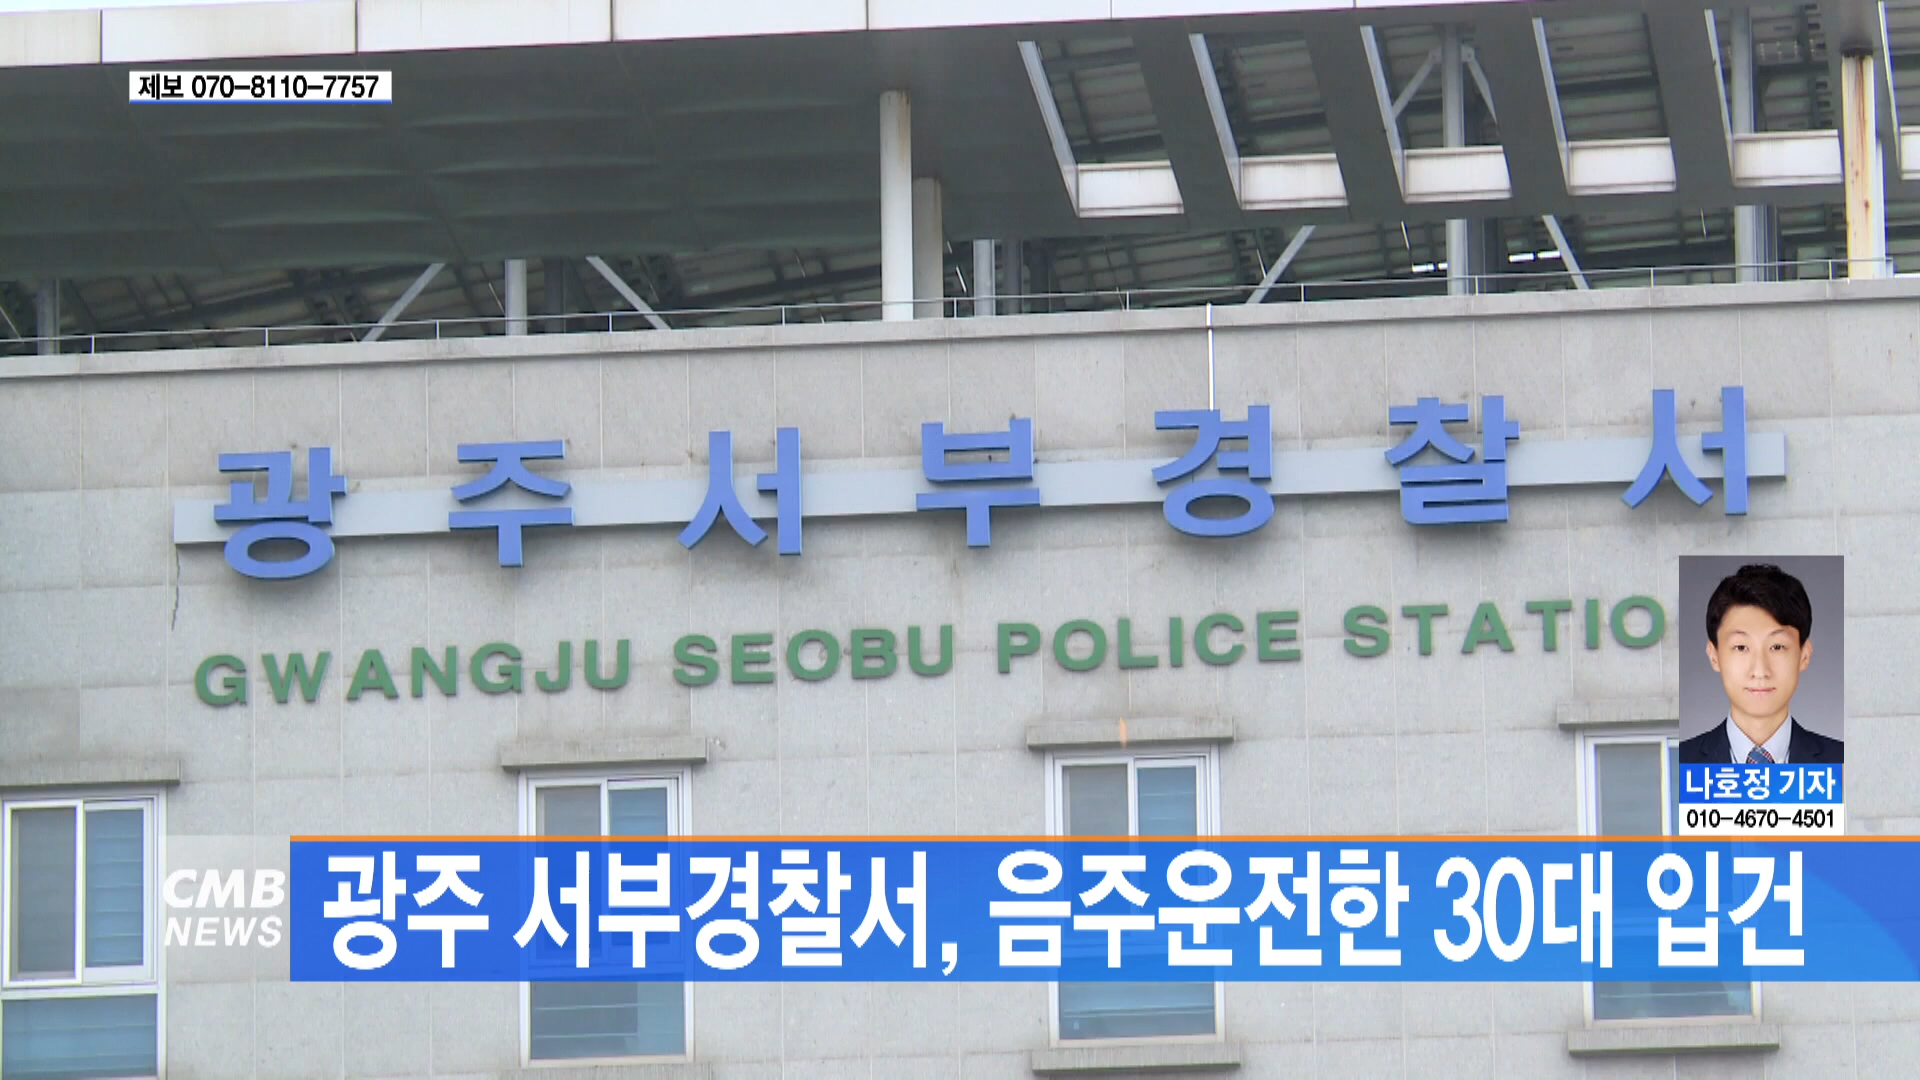 제보 070-8110-7757
광주서부경찰서
GWANGJU SEOBU POLICE STATIO
나호정 기자
010-4670-4501
CMB
NEWS
광주 서부경찰서, 음주운전한 30대 입건